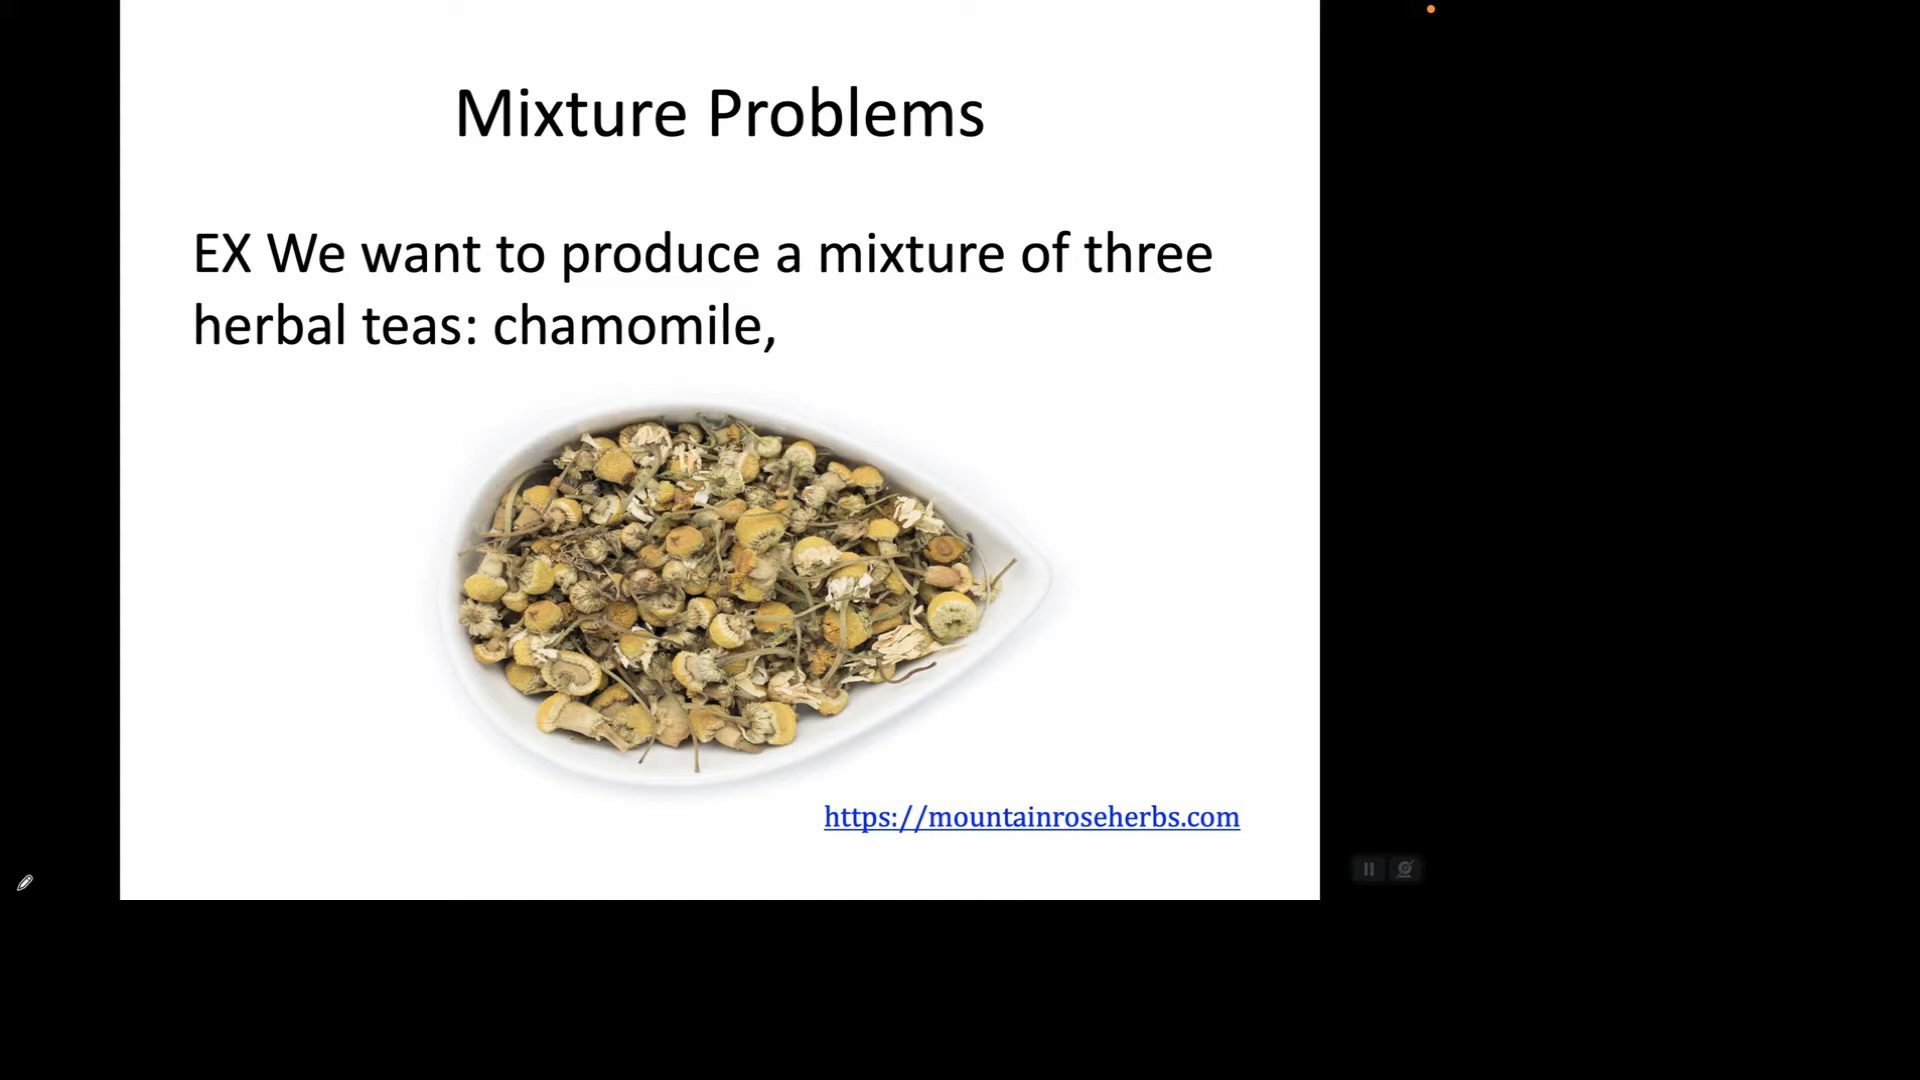 Mixture Problems
EX We want to produce a mixture of three
herbal teas: chamomile,
https://mountainroseherbs.com